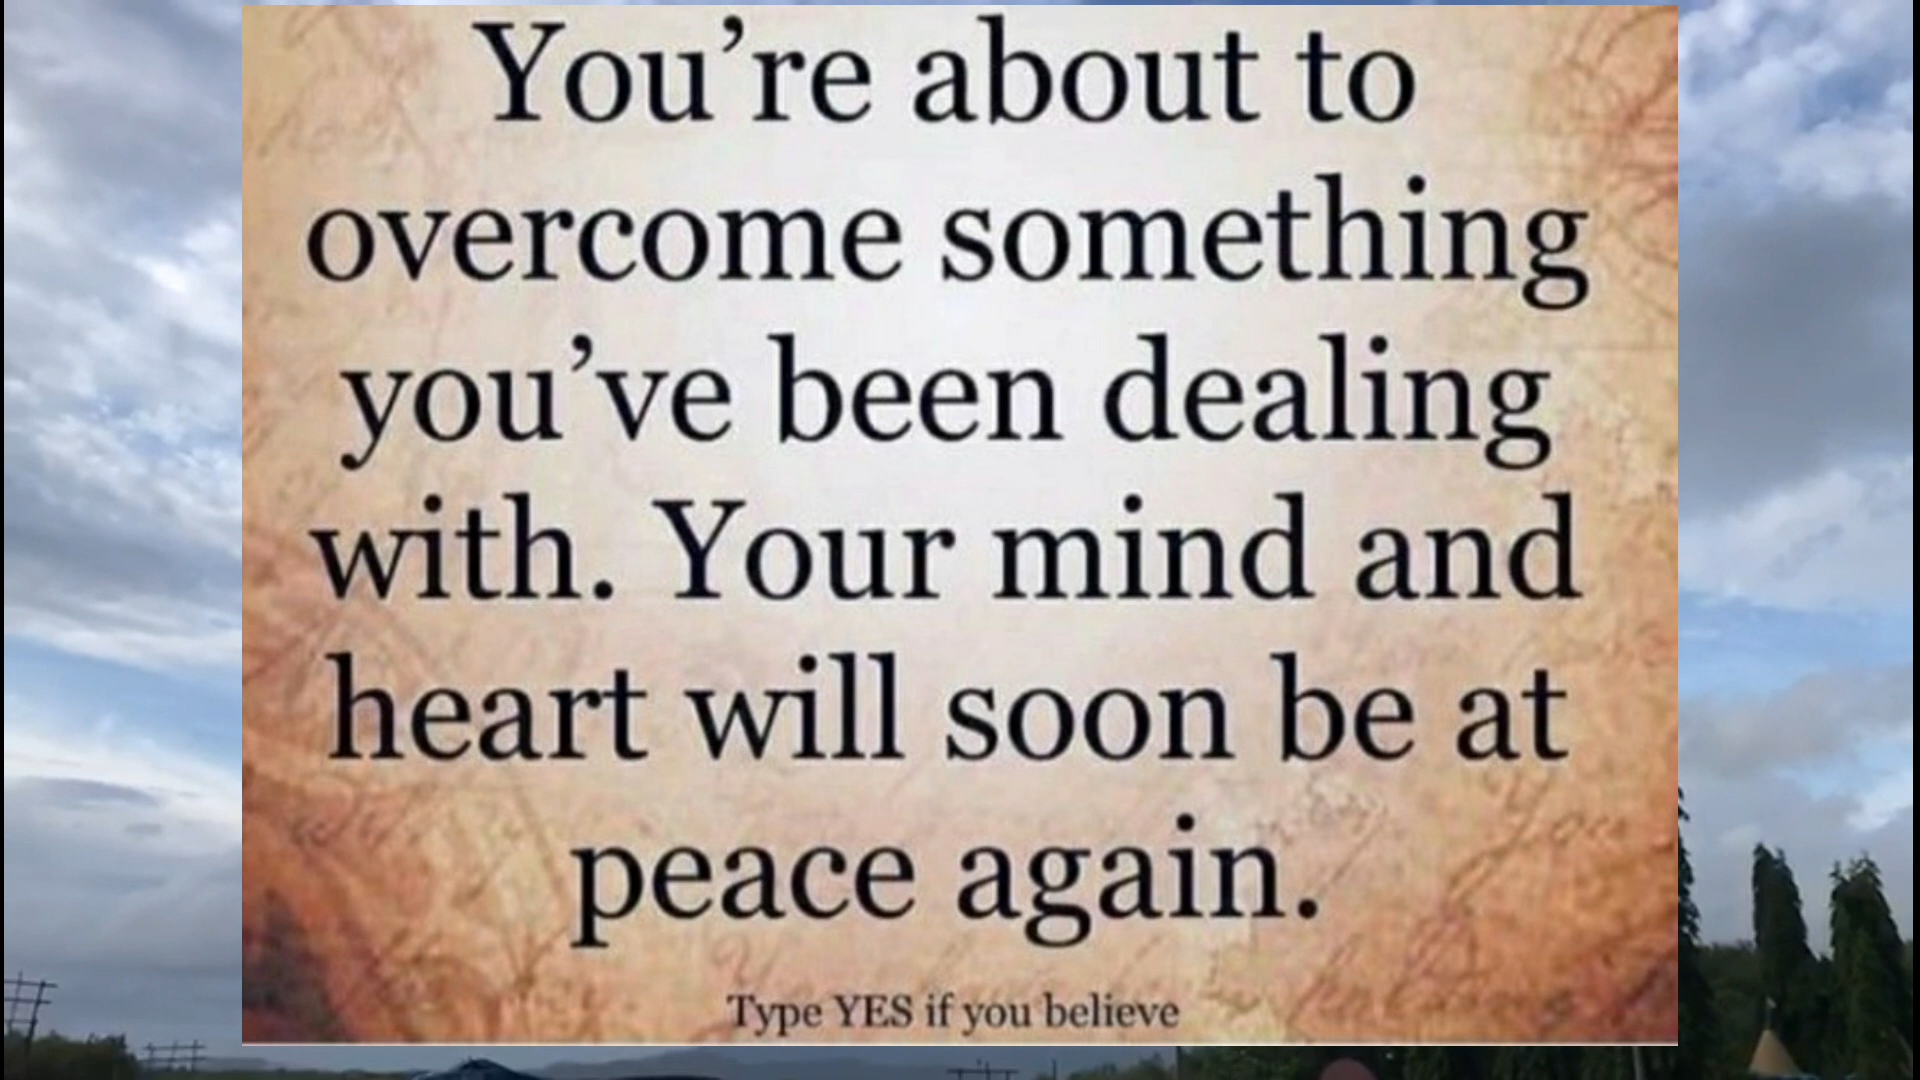 You’re about to
overcome something
you’ve been dealing
with. Your mind and
heart will soon be at
peace again.
Type YES if you believe